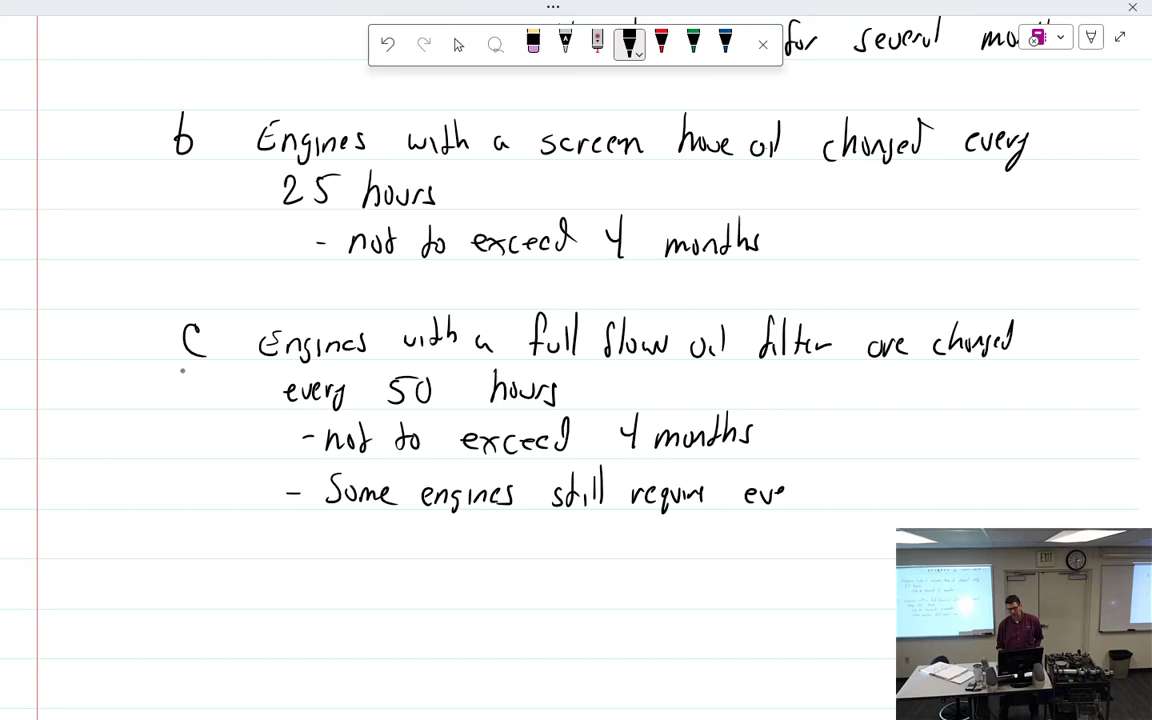 for several mo
b Engines with a screen have oil changed every
25 hours
- not to exceed 4 months
C Engines with a full flow oil filter are changed
every 50 hours
- not to exceed 4 months
- Some engines still require eve
EXIT